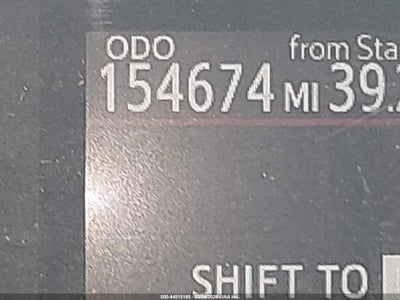 ODO from Sta
154674 MI 39.
SHIFT TO